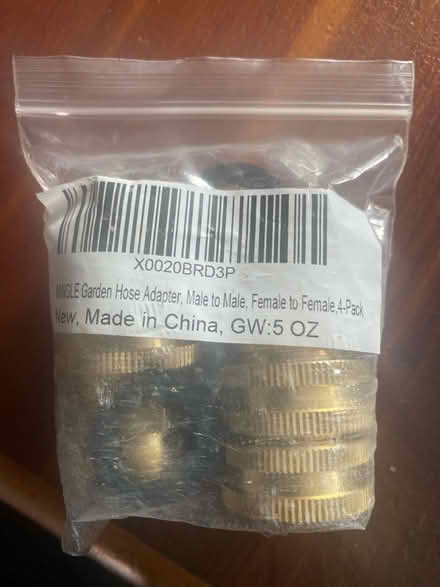 X0020BRD3P
Garden Hose Adapter, Male to Male, Female to Female,4-Pack,
New, Made in China, GW:5 OZ